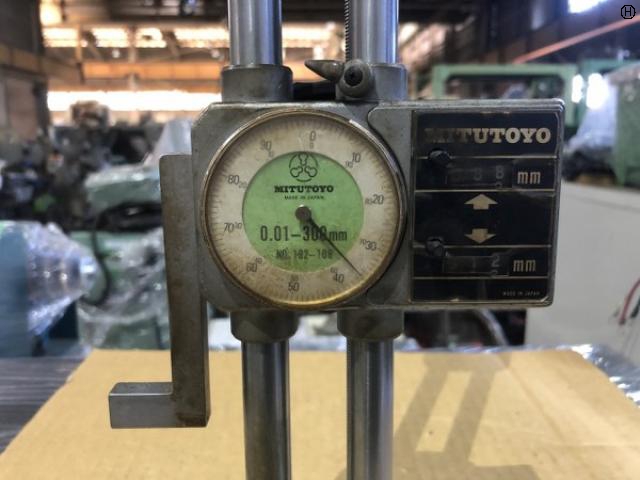 H
MITUTOYO
0
10
20
30
40
50
60
70
80
90
MITUTOYO
MADE IN JAPAN
0.01–300mm
NO. 192-106
mm
mm
MADE IN JAPAN